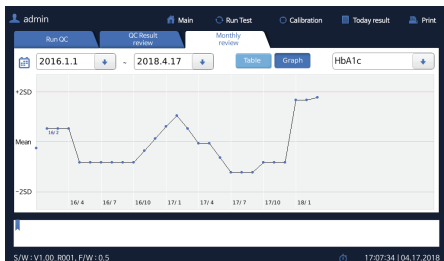 admin
Main
Run Test
Calibration
Today result
Print
Run QC
QC Result
review
Monthly
review
2016.1.1
~
2018.4.17
Table
Graph
HbA1c
+2SD
Mean
-2SD
16/ 2
16/ 4
16/ 7
16/10
17/ 1
17/ 4
17/ 7
17/10
18/ 1
S/W : V1.00_R001, F/W : 0.5
17:07:34 | 04.17.2018